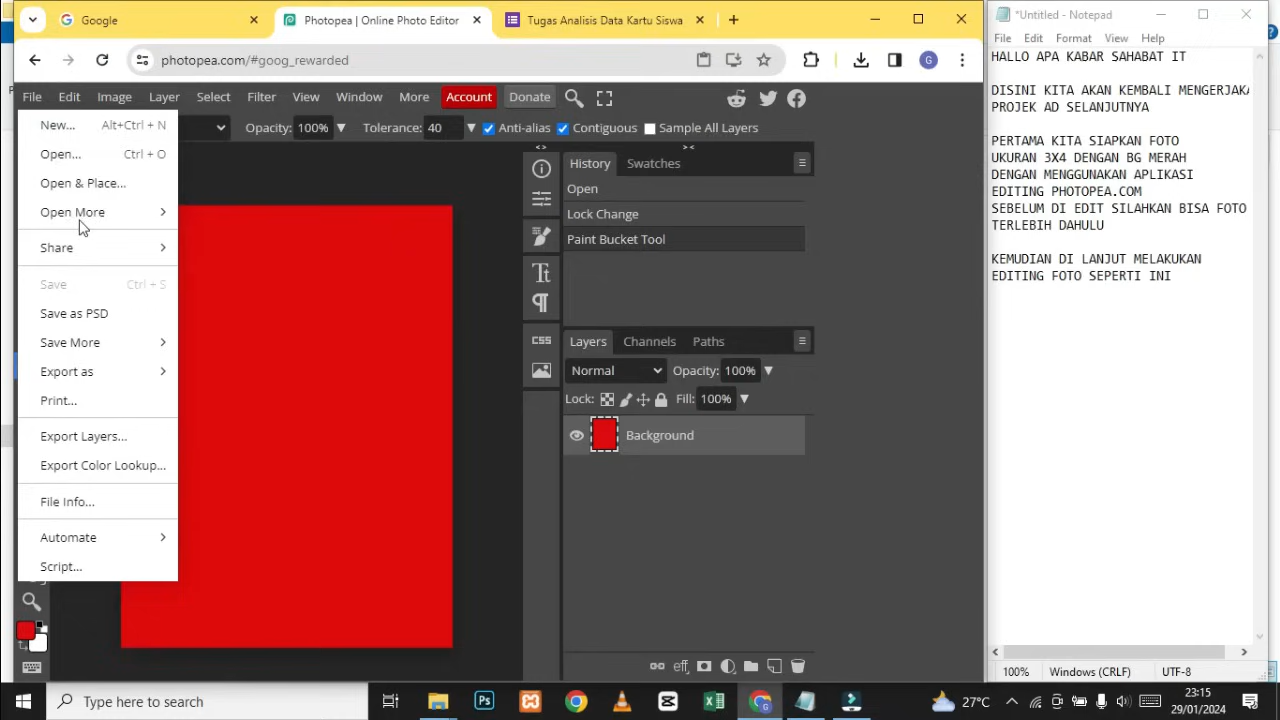 Google
Photopea | Online Photo Editor
Tugas Analisis Data Kartu Siswa
*Untitled - Notepad
photopea.com/#goog_rewarded
G
File Edit Format View Help
File Edit Image Layer Select Filter View Window More Account Donate
Opacity: 100% Tolerance: 40 Anti-alias Contiguous Sample All Layers
New... Alt+Ctrl + N
Open... Ctrl + O
Open & Place...
Open More
Share
Save Ctrl + S
Save as PSD
Save More
Export as
Print...
Export Layers...
Export Color Lookup...
File Info...
Automate
Script...
History Swatches
Open
Lock Change
Paint Bucket Tool
CSS
Layers Channels Paths
Normal Opacity: 100%
Lock: Fill: 100%
Background
eff
HALLO APA KABAR SAHABAT IT
DISINI KITA AKAN KEMBALI MENGERJAKA
PROJEK AD SELANJUTNYA
PERTAMA KITA SIAPKAN FOTO
UKURAN 3X4 DENGAN BG MERAH
DENGAN MENGGUNAKAN APLIKASI
EDITING PHOTOPEA.COM
SEBELUM DI EDIT SILAHKAN BISA FOTO
TERLEBIH DAHULU
KEMUDIAN DI LANJUT MELAKUKAN
EDITING FOTO SEPERTI INI
100% Windows (CRLF) UTF-8
Type here to search
Ps
27°C
23:15
29/01/2024